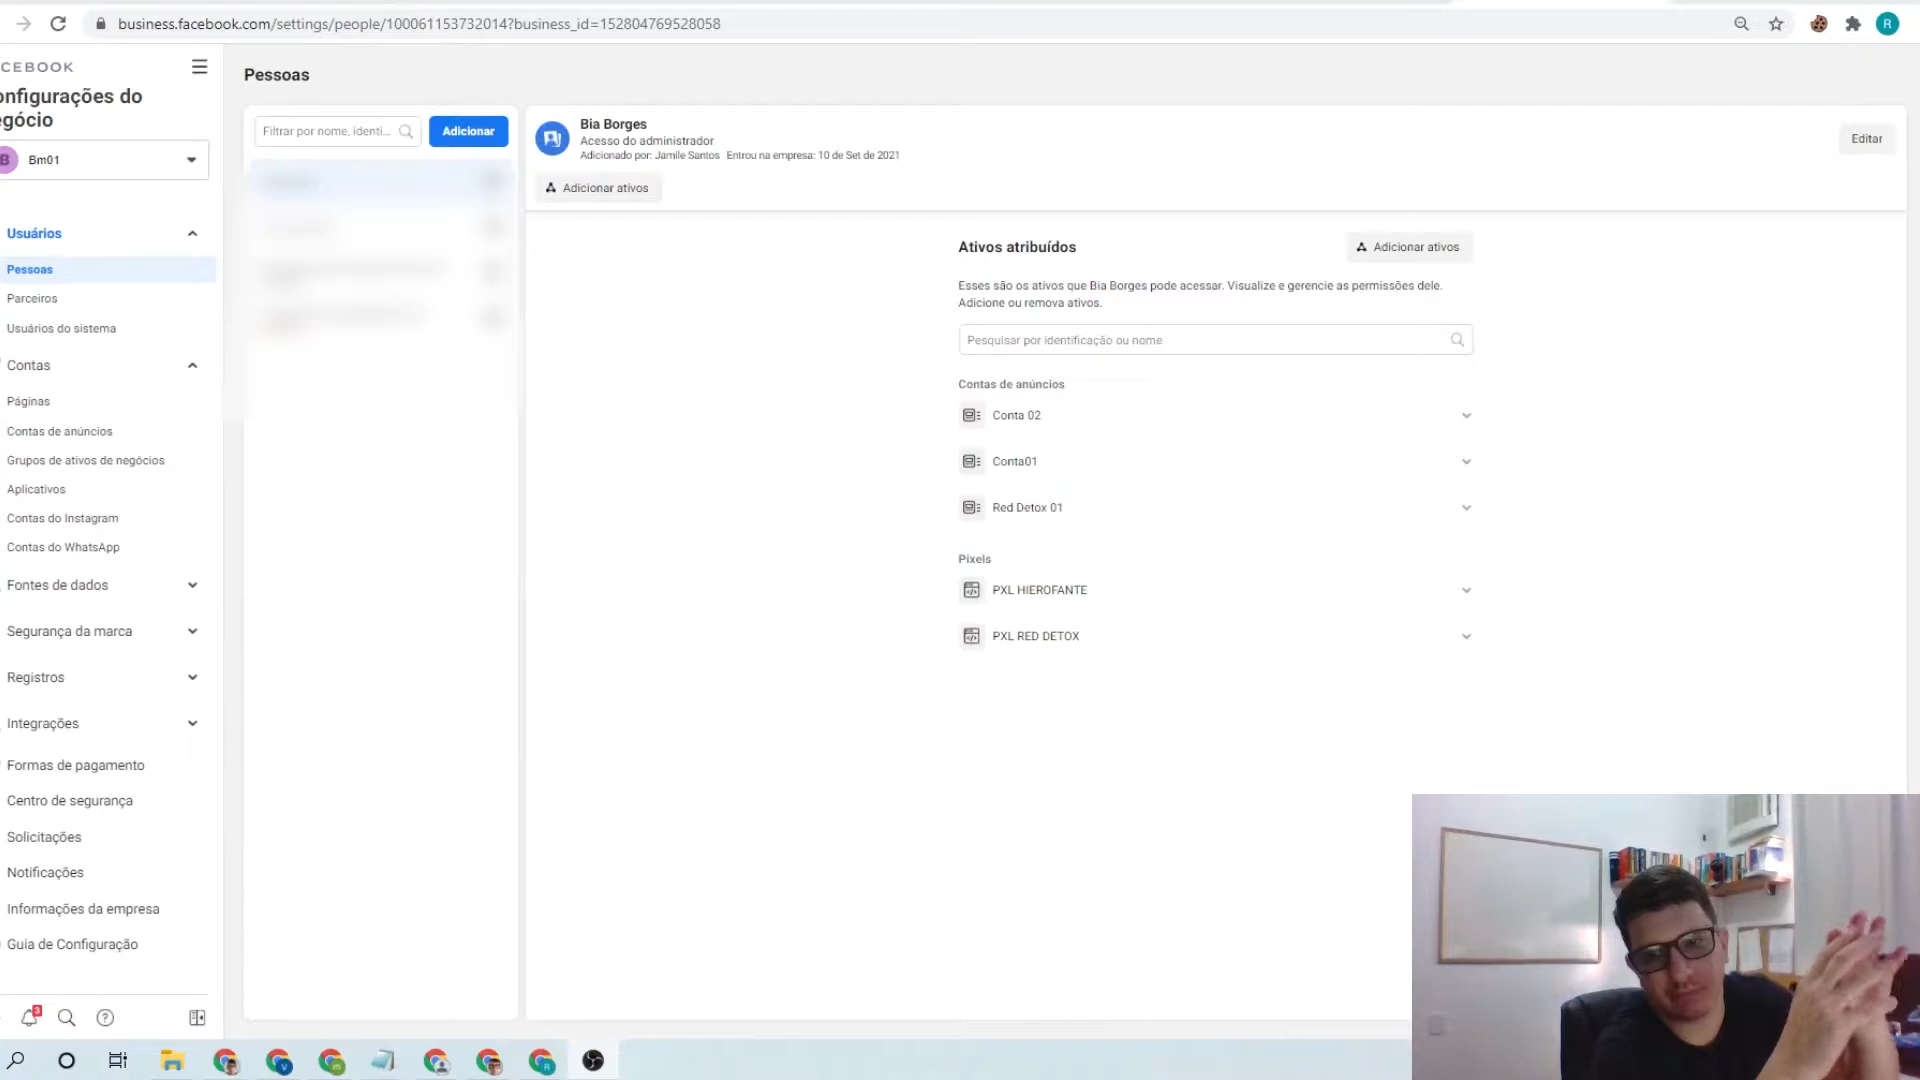 business.facebook.com/settings/people/100061153732014?business_id=152804769528058
R
CEBOOK
onfigurações do
egócio
B Bm01
Usuários
Pessoas
Parceiros
Usuários do sistema
Contas
Páginas
Contas de anúncios
Grupos de ativos de negócios
Aplicativos
Contas do Instagram
Contas do WhatsApp
Fontes de dados
Segurança da marca
Registros
Integrações
Formas de pagamento
Centro de segurança
Solicitações
Notificações
Informações da empresa
Guia de Configuração
3
Pessoas
Filtrar por nome, identi...
Adicionar
Bia Borges
Acesso do administrador
Adicionado por: Jamile Santos Entrou na empresa: 10 de Set de 2021
Editar
Adicionar ativos
Ativos atribuídos
Adicionar ativos
Esses são os ativos que Bia Borges pode acessar. Visualize e gerencie as permissões dele.
Adicione ou remova ativos.
Pesquisar por identificação ou nome
Contas de anúncios
Conta 02
Conta01
Red Detox 01
Pixels
PXL HIEROFANTE
PXL RED DETOX